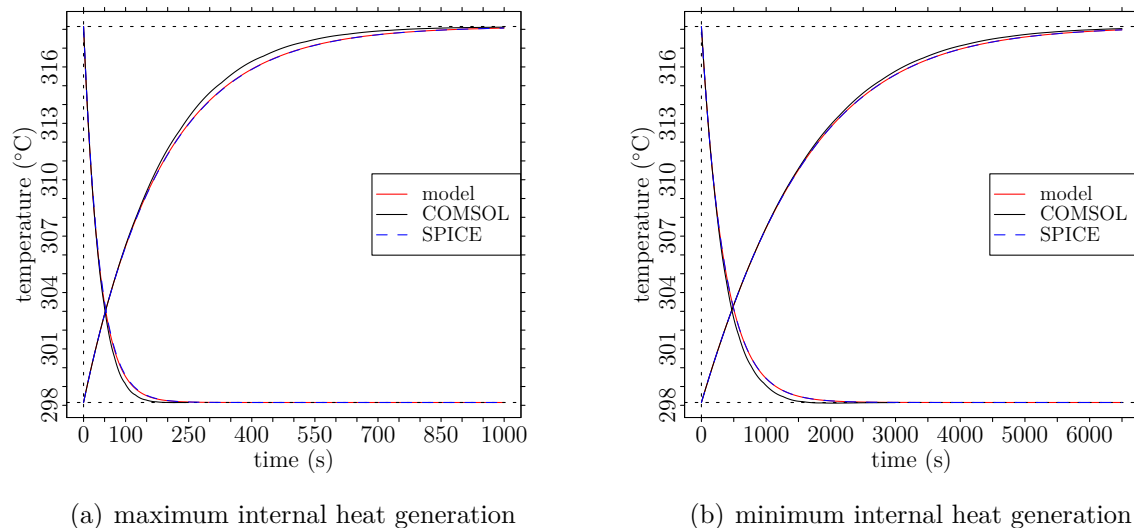 temperature (°C)
316
313
310
307
304
301
298
model
COMSOL
SPICE
0 100 250 400 550 700 850 1000
time (s)
(a) maximum internal heat generation
temperature (°C)
316
313
310
307
304
301
298
model
COMSOL
SPICE
0 1000 2000 3000 4000 5000 6000
time (s)
(b) minimum internal heat generation